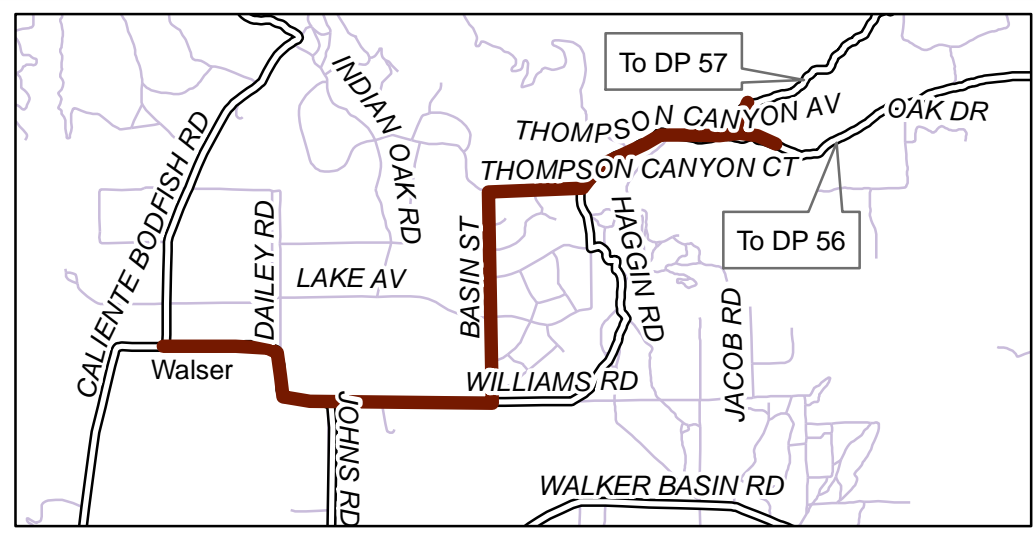 To DP 57
INDIAN OAK RD
THOMPSON CANYON AV
OAK DR
CALIENTE BODFISH RD
THOMPSON CANYON CT
DAILEY RD
BASIN ST
HAGGIN RD
To DP 56
LAKE AV
JACOB RD
Walser
WILLIAMS RD
JOHNS RD
WALKER BASIN RD